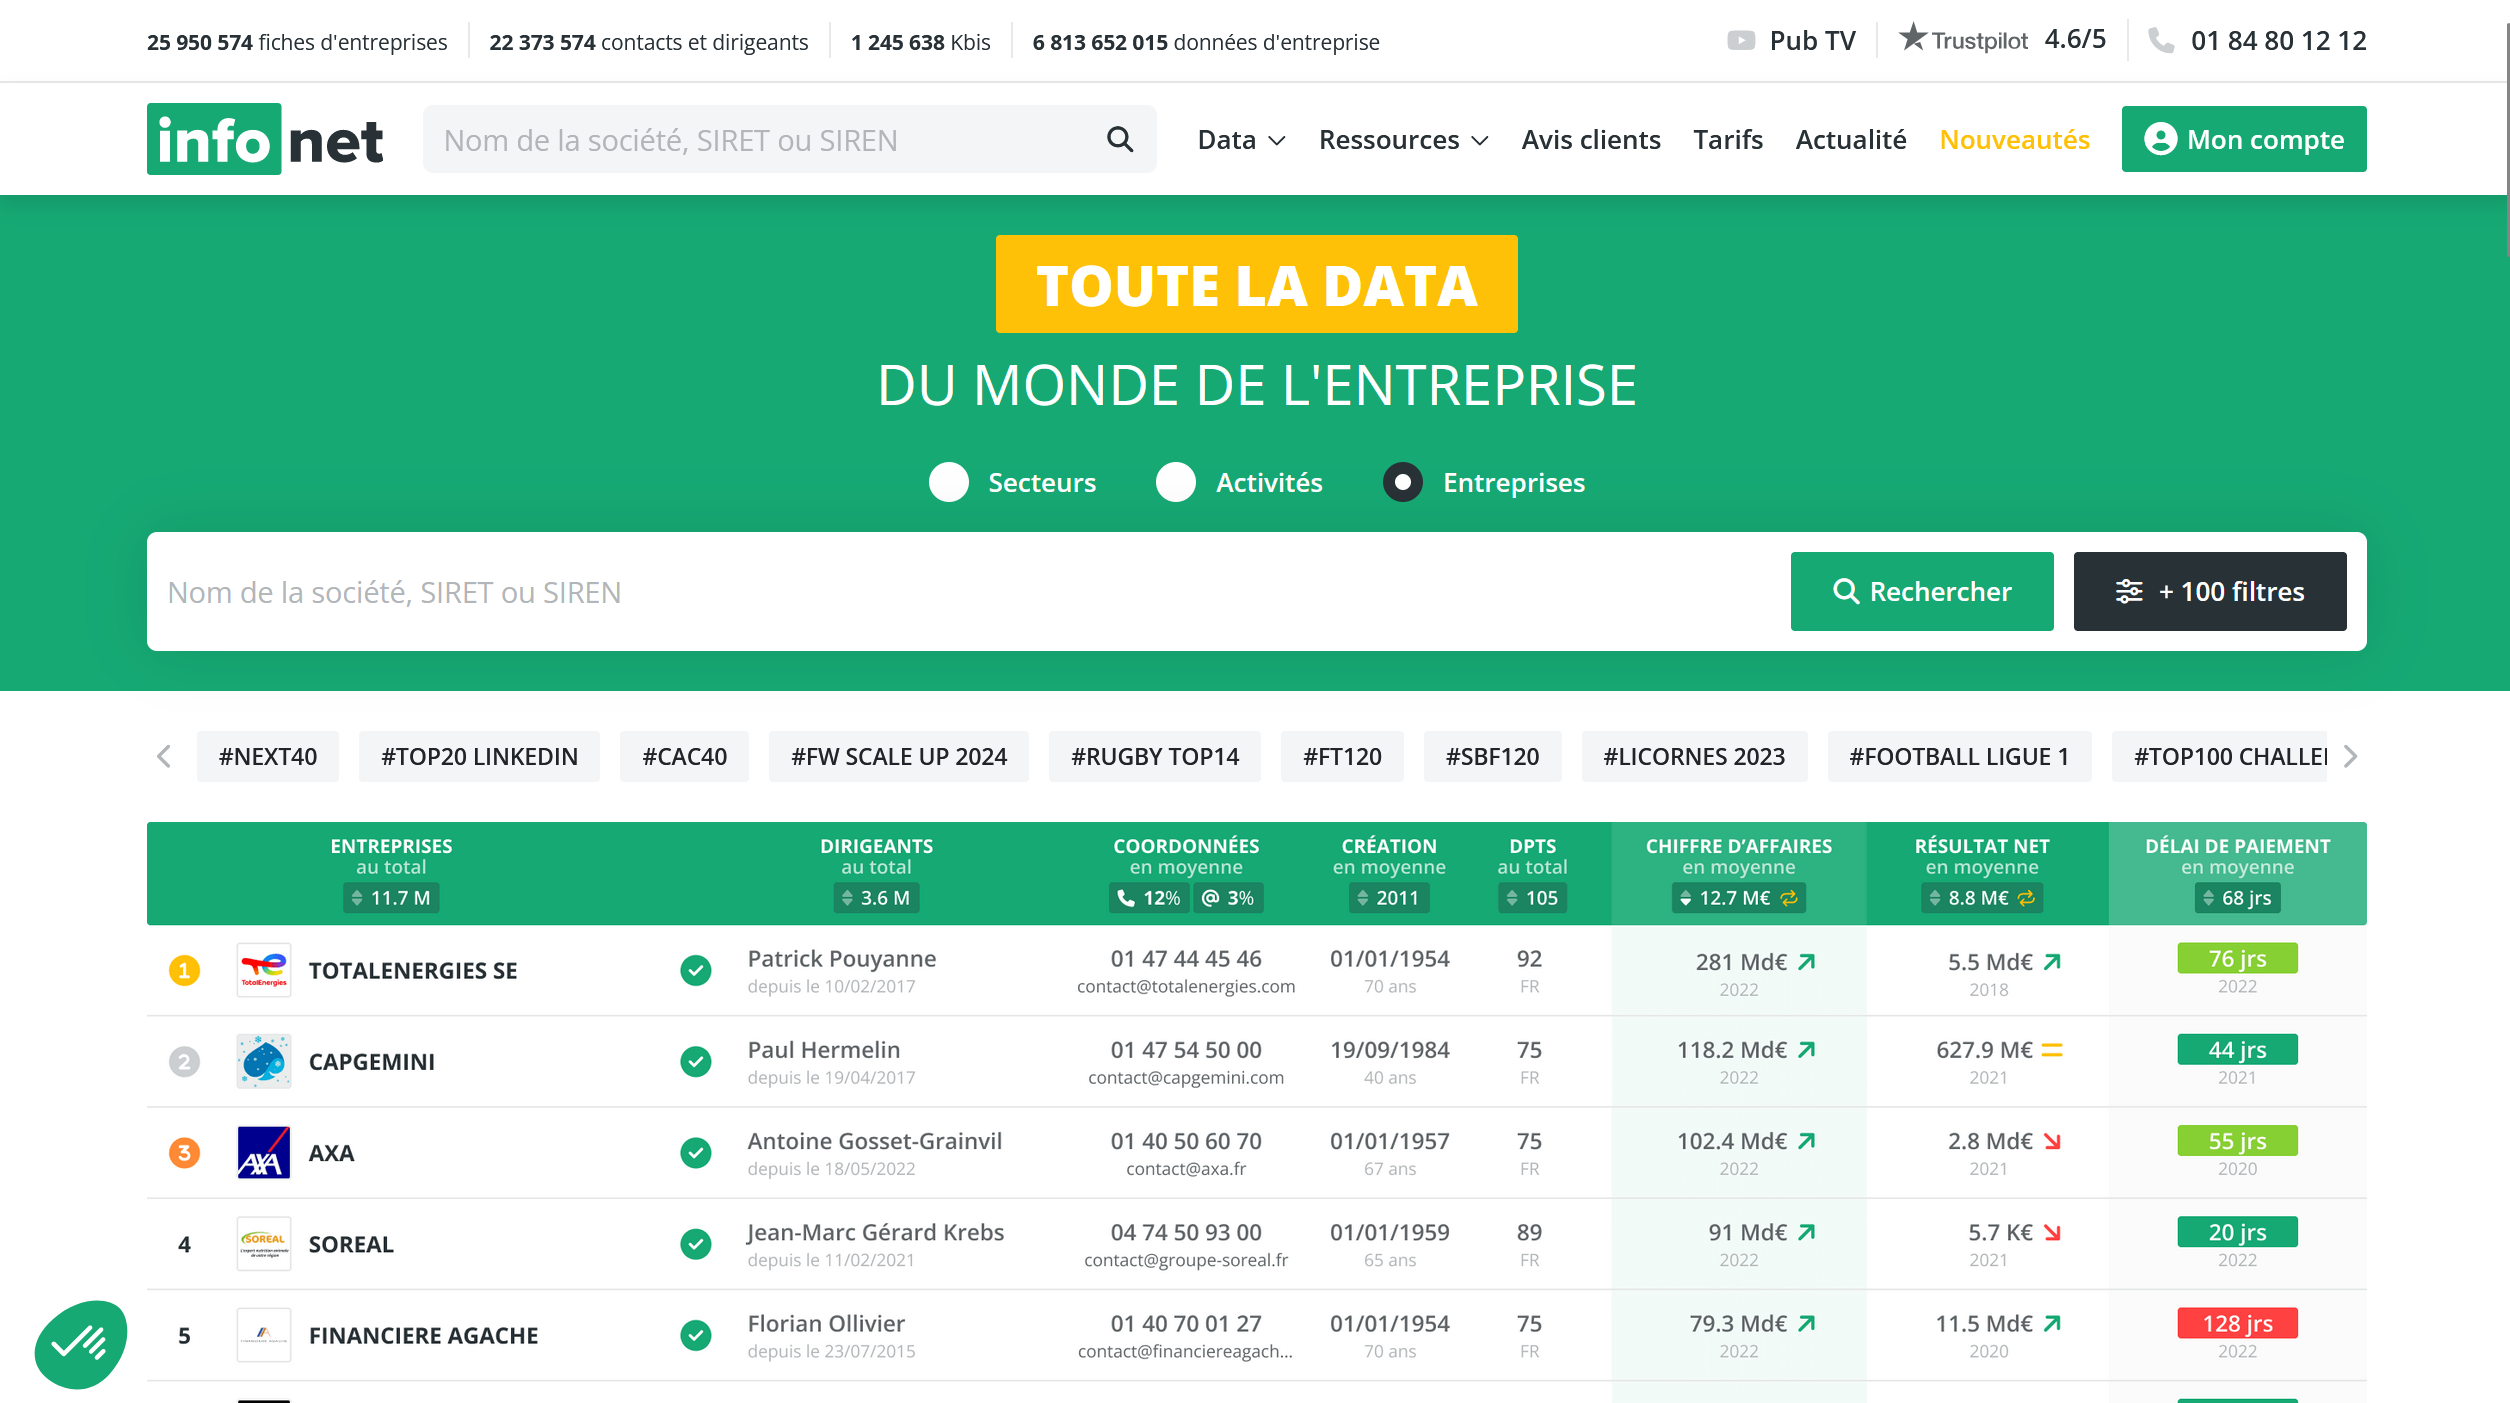 25 950 574 fiches d'entreprises 22 373 574 contacts et dirigeants 1 245 638 Kbis 6 813 652 015 données d'entreprise Pub TV Trustpilot 4.6/5 01 84 80 12 12
info net Nom de la société, SIRET ou SIREN Data Ressources Avis clients Tarifs Actualité Nouveautés Mon compte
TOUTE LA DATA
DU MONDE DE L'ENTREPRISE
Secteurs Activités Entreprises
Nom de la société, SIRET ou SIREN Rechercher + 100 filtres
#NEXT40 #TOP20 LINKEDIN #CAC40 #FW SCALE UP 2024 #RUGBY TOP14 #FT120 #SBF120 #LICORNES 2023 #FOOTBALL LIGUE 1 #TOP100 CHALLE
ENTREPRISES DIRIGEANTS COORDONNÉES CRÉATION DPTS CHIFFRE D’AFFAIRES RÉSULTAT NET DÉLAI DE PAIEMENT
au total au total en moyenne en moyenne au total en moyenne en moyenne en moyenne
11.7 M 3.6 M 12% @ 3% 2011 105 12.7 M€ 8.8 M€ 68 jrs
1 TotalEnergies TOTALENERGIES SE Patrick Pouyanne 01 47 44 45 46 01/01/1954 92 281 Md€ 5.5 Md€ 76 jrs
depuis le 10/02/2017 contact@totalenergies.com 70 ans FR 2022 2018 2022
2 CAPGEMINI Paul Hermelin 01 47 54 50 00 19/09/1984 75 118.2 Md€ 627.9 M€ 44 jrs
depuis le 19/04/2017 contact@capgemini.com 40 ans FR 2022 2021 2021
3 AXA AXA Antoine Gosset-Grainvil 01 40 50 60 70 01/01/1957 75 102.4 Md€ 2.8 Md€ 55 jrs
depuis le 18/05/2022 contact@axa.fr 67 ans FR 2022 2021 2020
4 SOREAL SOREAL Jean-Marc Gérard Krebs 04 74 50 93 00 01/01/1959 89 91 Md€ 5.7 K€ 20 jrs
depuis le 11/02/2021 contact@groupe-soreal.fr 65 ans FR 2022 2021 2022
5 FINANCIERE AGACHE Florian Ollivier 01 40 70 01 27 01/01/1954 75 79.3 Md€ 11.5 Md€ 128 jrs
depuis le 23/07/2015 contact@financiereagach... 70 ans FR 2022 2020 2022